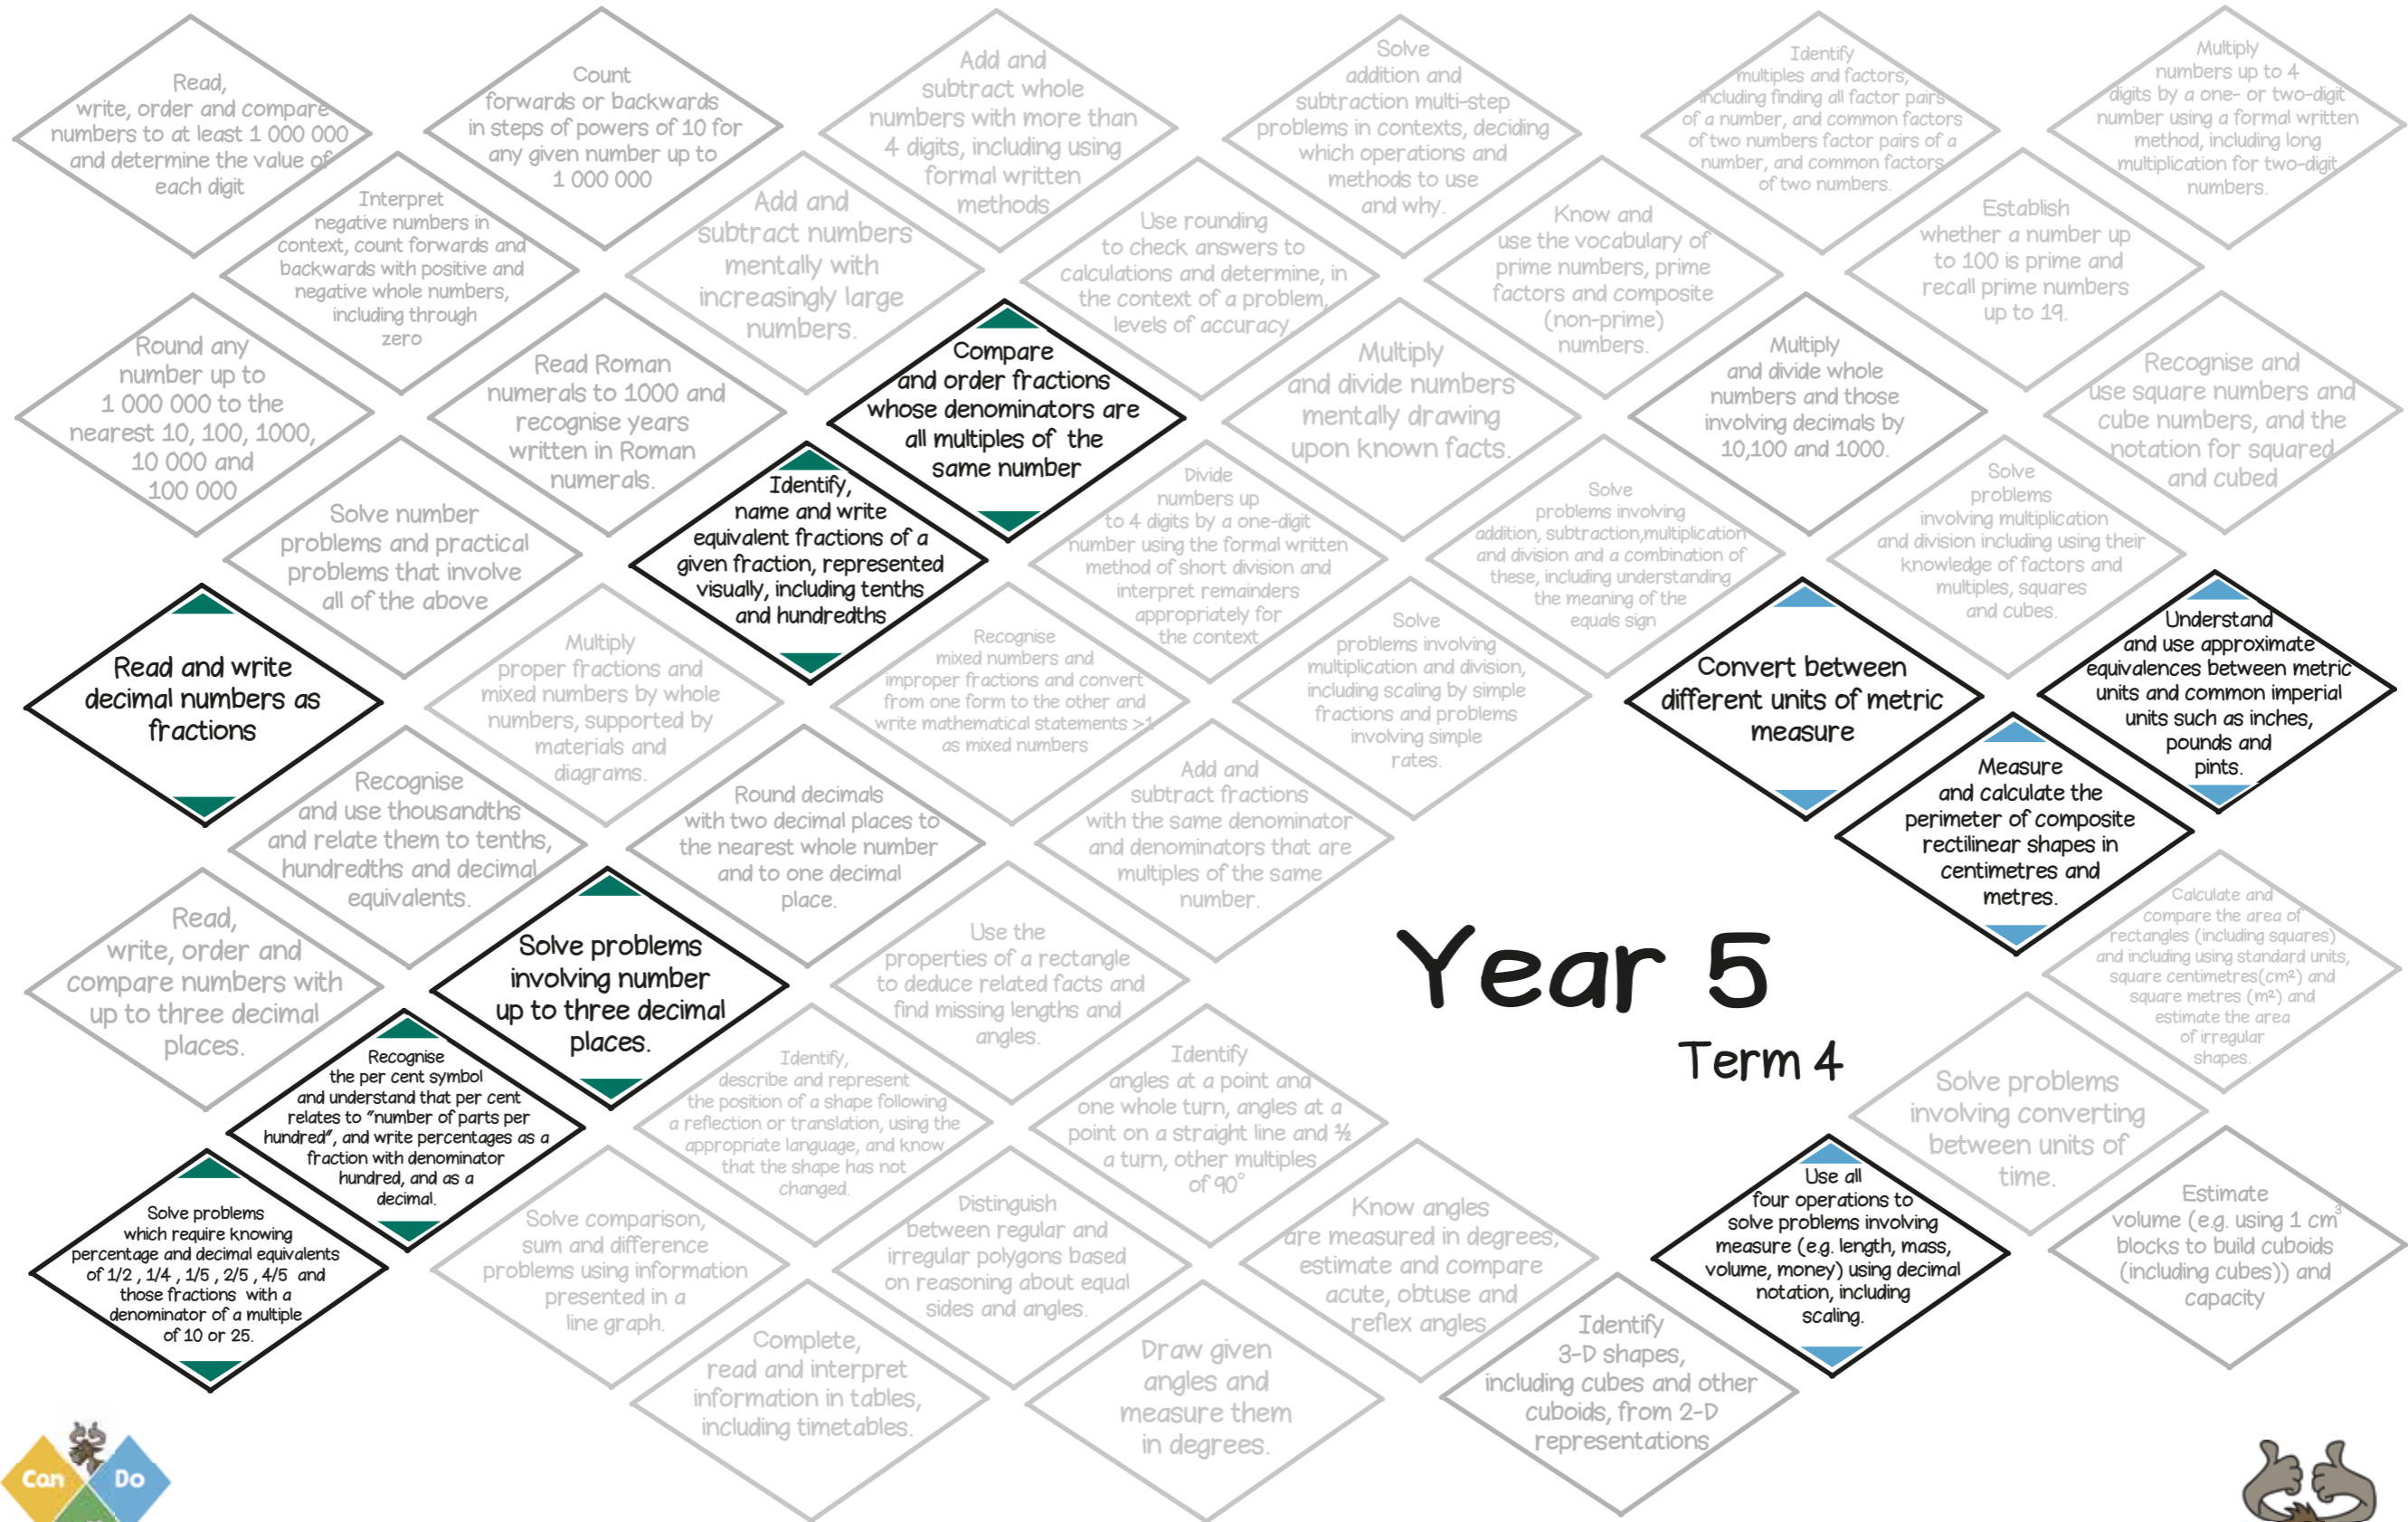 Read,
write, order and compare
numbers to at least 1 000 000
and determine the value of
each digit
Count
forwards or backwards
in steps of powers of 10 for
any given number up to
1 000 000
Add and
subtract whole
numbers with more than
4 digits, including using
formal written
methods
Solve
addition and
subtraction multi-step
problems in contexts, deciding
which operations and
methods to use
and why.
Identify
multiples and factors,
including finding all factor pairs
of a number, and common factors
of two numbers factor pairs of a
number, and common factors
of two numbers.
Multiply
numbers up to 4
digits by a one- or two-digit
number using a formal written
method, including long
multiplication for two-digit
numbers.
Interpret
negative numbers in
context, count forwards and
backwards with positive and
negative whole numbers,
including through
zero
Add and
subtract numbers
mentally with
increasingly large
numbers.
Use rounding
to check answers to
calculations and determine, in
the context of a problem,
levels of accuracy.
Know and
use the vocabulary of
prime numbers, prime
factors and composite
(non-prime)
numbers.
Establish
whether a number up
to 100 is prime and
recall prime numbers
up to 19.
Round any
number up to
1 000 000 to the
nearest 10, 100, 1000,
10 000 and
100 000
Read Roman
numerals to 1000 and
recognise years
written in Roman
numerals.
Compare
and order fractions
whose denominators are
all multiples of the
same number
Multiply
and divide numbers
mentally drawing
upon known facts.
Multiply
and divide whole
numbers and those
involving decimals by
10,100 and 1000.
Recognise and
use square numbers and
cube numbers, and the
notation for squared
and cubed
Solve number
problems and practical
problems that involve
all of the above
Identify,
name and write
equivalent fractions of a
given fraction, represented
visually, including tenths
and hundredths
Divide
numbers up
to 4 digits by a one-digit
number using the formal written
method of short division and
interpret remainders
appropriately for
the context
Solve
problems involving
addition, subtraction,multiplication
and division and a combination of
these, including understanding
the meaning of the
equals sign
Solve
problems
involving multiplication
and division including using their
knowledge of factors and
multiples, squares
and cubes.
Read and write
decimal numbers as
fractions
Multiply
proper fractions and
mixed numbers by whole
numbers, supported by
materials and
diagrams.
Recognise
mixed numbers and
improper fractions and convert
from one form to the other and
write mathematical statements >1
as mixed numbers
Solve
problems involving
multiplication and division,
including scaling by simple
fractions and problems
involving simple
rates.
Convert between
different units of metric
measure
Understand
and use approximate
equivalences between metric
units and common imperial
units such as inches,
pounds and
pints.
Recognise
and use thousandths
and relate them to tenths,
hundredths and decimal
equivalents.
Round decimals
with two decimal places to
the nearest whole number
and to one decimal
place.
Add and
subtract fractions
with the same denominator
and denominators that are
multiples of the same
number.
Measure
and calculate the
perimeter of composite
rectilinear shapes in
centimetres and
metres.
Read,
write, order and
compare numbers with
up to three decimal
places.
Solve problems
involving number
up to three decimal
places.
Use the
properties of a rectangle
to deduce related facts and
find missing lengths and
angles.
Year 5
Term 4
Calculate and
compare the area of
rectangles (including squares)
and including using standard units,
square centimetres(cm²) and
square metres (m²) and
estimate the area
of irregular
shapes.
Recognise
the per cent symbol
and understand that per cent
relates to "number of parts per
hundred", and write percentages as a
fraction with denominator
hundred, and as a
decimal.
Identify,
describe and represent
the position of a shape following
a reflection or translation, using the
appropriate language, and know
that the shape has not
changed.
Identify
angles at a point and
one whole turn, angles at a
point on a straight line and ½
a turn, other multiples
of 90°
Solve problems
involving converting
between units of
time.
Solve problems
which require knowing
percentage and decimal equivalents
of 1/2 , 1/4 , 1/5 , 2/5 , 4/5 and
those fractions with a
denominator of a multiple
of 10 or 25.
Solve comparison,
sum and difference
problems using information
presented in a
line graph.
Distinguish
between regular and
irregular polygons based
on reasoning about equal
sides and angles.
Know angles
are measured in degrees,
estimate and compare
acute, obtuse and
reflex angles
Use all
four operations to
solve problems involving
measure (e.g. length, mass,
volume, money) using decimal
notation, including
scaling.
Estimate
volume (e.g. using 1 cm³
blocks to build cuboids
(including cubes)) and
capacity
Complete,
read and interpret
information in tables,
including timetables.
Draw given
angles and
measure them
in degrees.
Identify
3-D shapes,
including cubes and other
cuboids, from 2-D
representations
Can Do